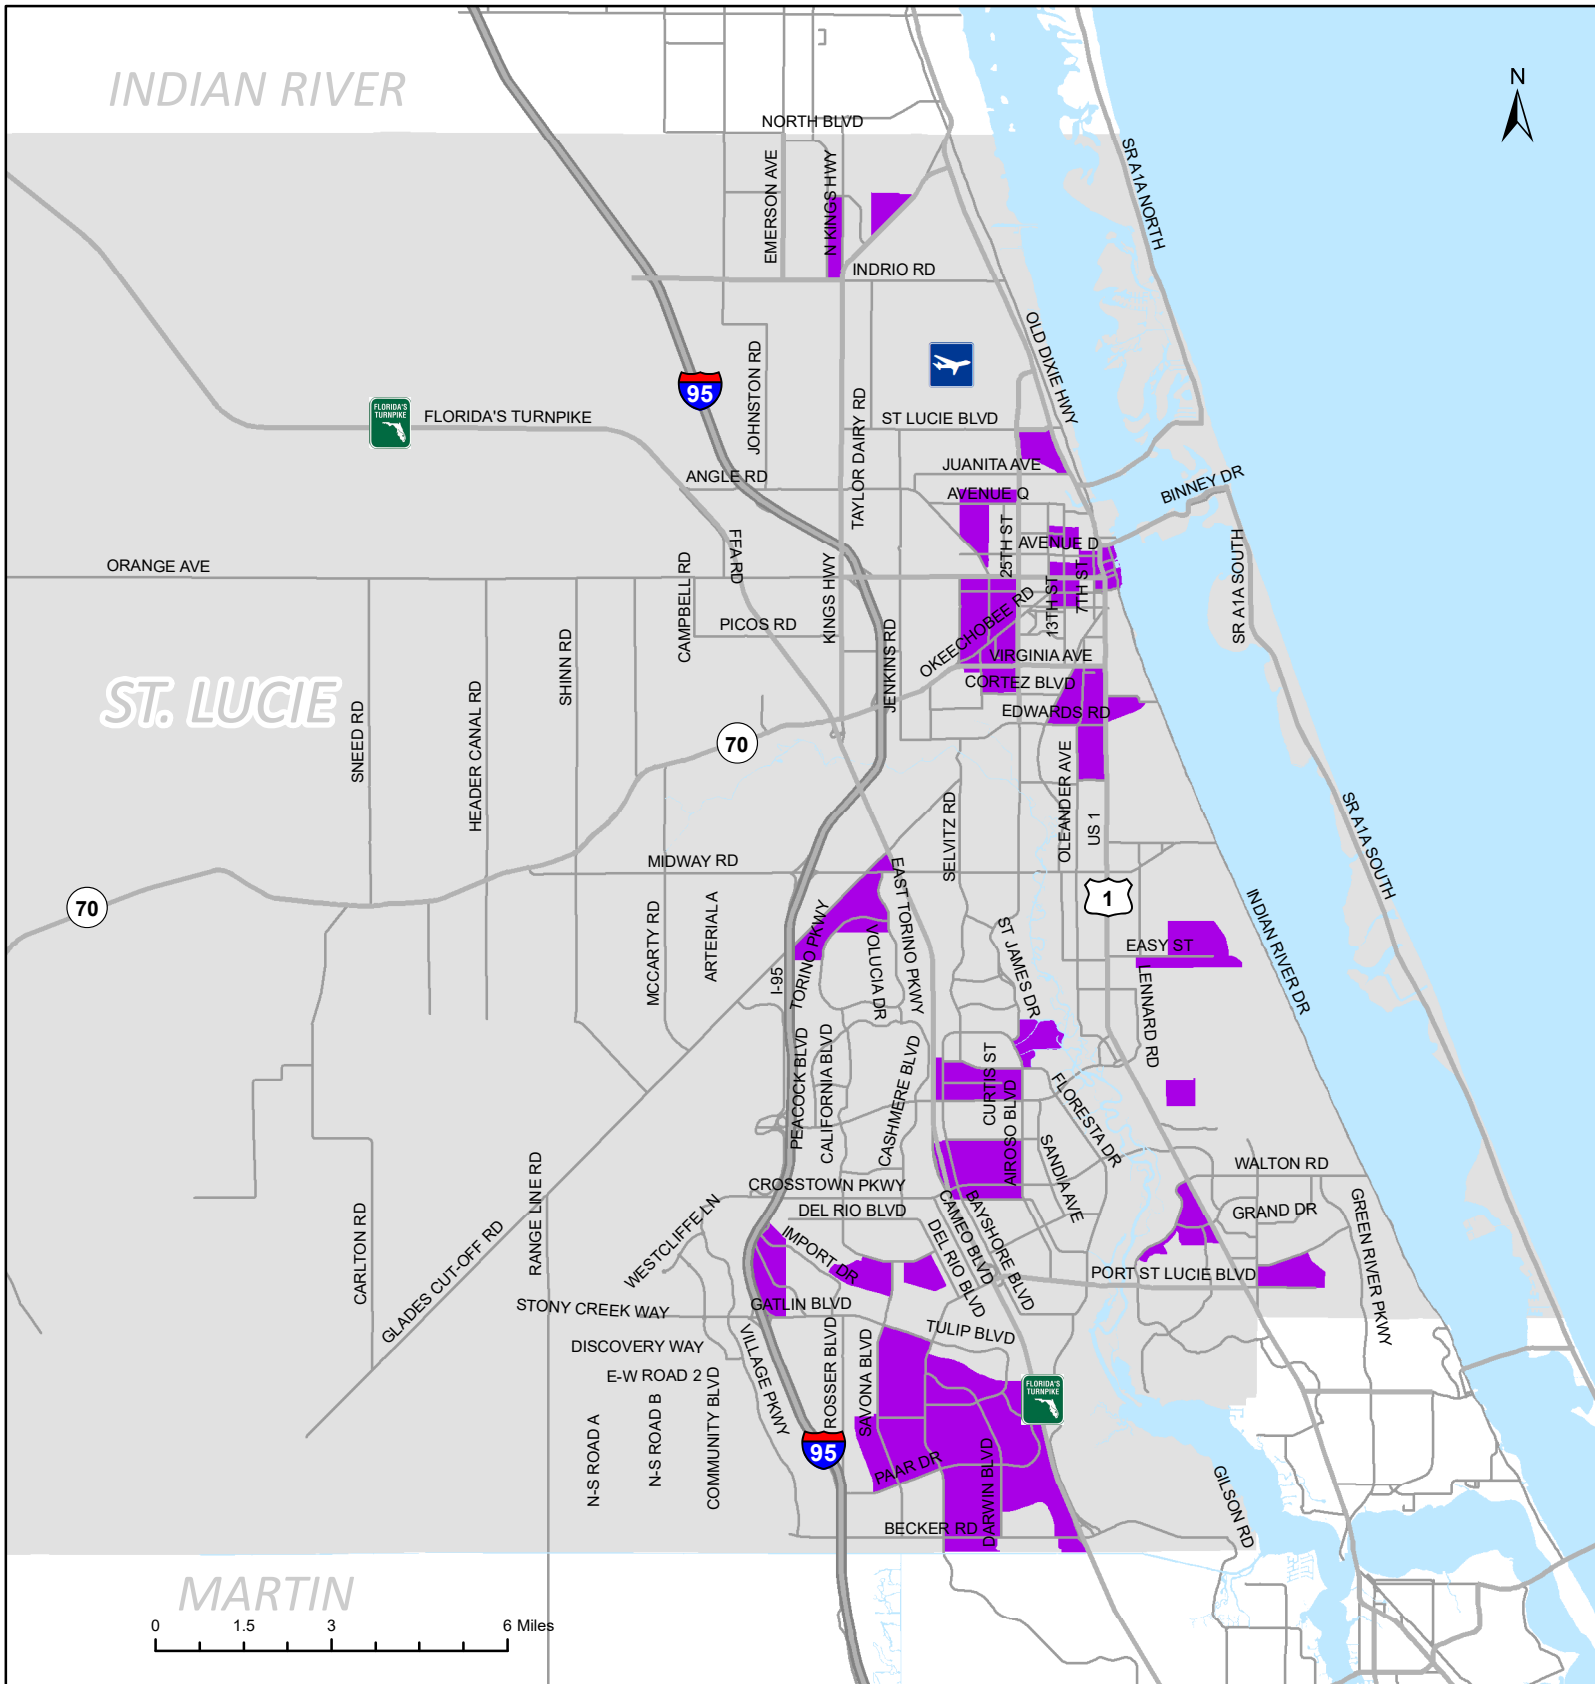 INDIAN RIVER
N
NORTH BLVD
SR A1A NORTH
EMERSON AVE
N KINGS HWY
INDRIO RD
OLD DIXIE HWY
JOHNSTON RD
95
FLORIDA'S TURNPIKE
FLORIDA'S TURNPIKE
TAYLOR DAIRY RD
ST LUCIE BLVD
JUANITA AVE
ANGLE RD
BINNEY DR
AVENUE Q
25TH ST
AVENUE D
FFA RD
ORANGE AVE
CAMPBELL RD
KINGS HWY
7TH ST
13TH ST
SR A1A SOUTH
PICOS RD
OKEECHOBEE RD
JENKINS RD
SHINN RD
VIRGINIA AVE
CORTEZ BLVD
ST. LUCIE
HEADER CANAL RD
SNEED RD
EDWARDS RD
70
OLEANDER AVE
US 1
SELVITZ RD
SR A1A SOUTH
MIDWAY RD
EAST TORINO PKWY
70
1
MCCARTY RD
ARTERIAL A
TORINO PKWY
VOLUCIA DR
ST JAMES DR
EASY ST
INDIAN RIVER DR
I-95
LENNARD RD
PEACOCK BLVD
CALIFORNIA BLVD
CASHMERE BLVD
CURTIS ST
AIROSO BLVD
FLORESTA DR
SANDIA AVE
WALTON RD
RANGE LINE RD
CROSSTOWN PKWY
DEL RIO BLVD
WESTCLIFFE LN
IMPORT DR
CAMEO BLVD
BAYSHORE BLVD
DEL RIO BLVD
GRAND DR
GREEN RIVER PKWY
CARLTON RD
GLADES CUT-OFF RD
PORT ST LUCIE BLVD
STONY CREEK WAY
GATLIN BLVD
TULIP BLVD
DISCOVERY WAY
VILLAGE PKWY
ROSSER BLVD
SAVONA BLVD
E-W ROAD 2
FLORIDA'S TURNPIKE
N-S ROAD A
N-S ROAD B
COMMUNITY BLVD
95
PAAR DR
DARWIN BLVD
GILSON RD
BECKER RD
MARTIN
0 1.5 3 6 Miles